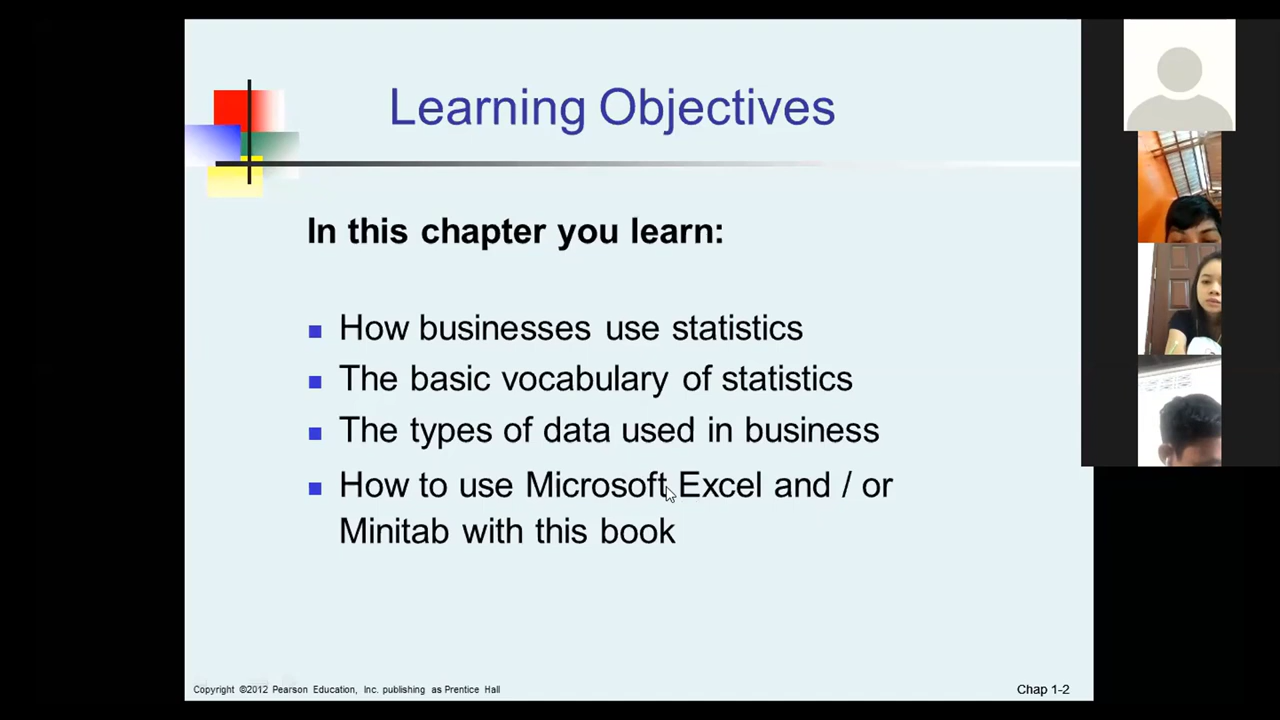 Learning Objectives
In this chapter you learn:
How businesses use statistics
The basic vocabulary of statistics
The types of data used in business
How to use Microsoft Excel and / or
Minitab with this book
Copyright ©2012 Pearson Education, Inc. publishing as Prentice Hall
Chap 1-2